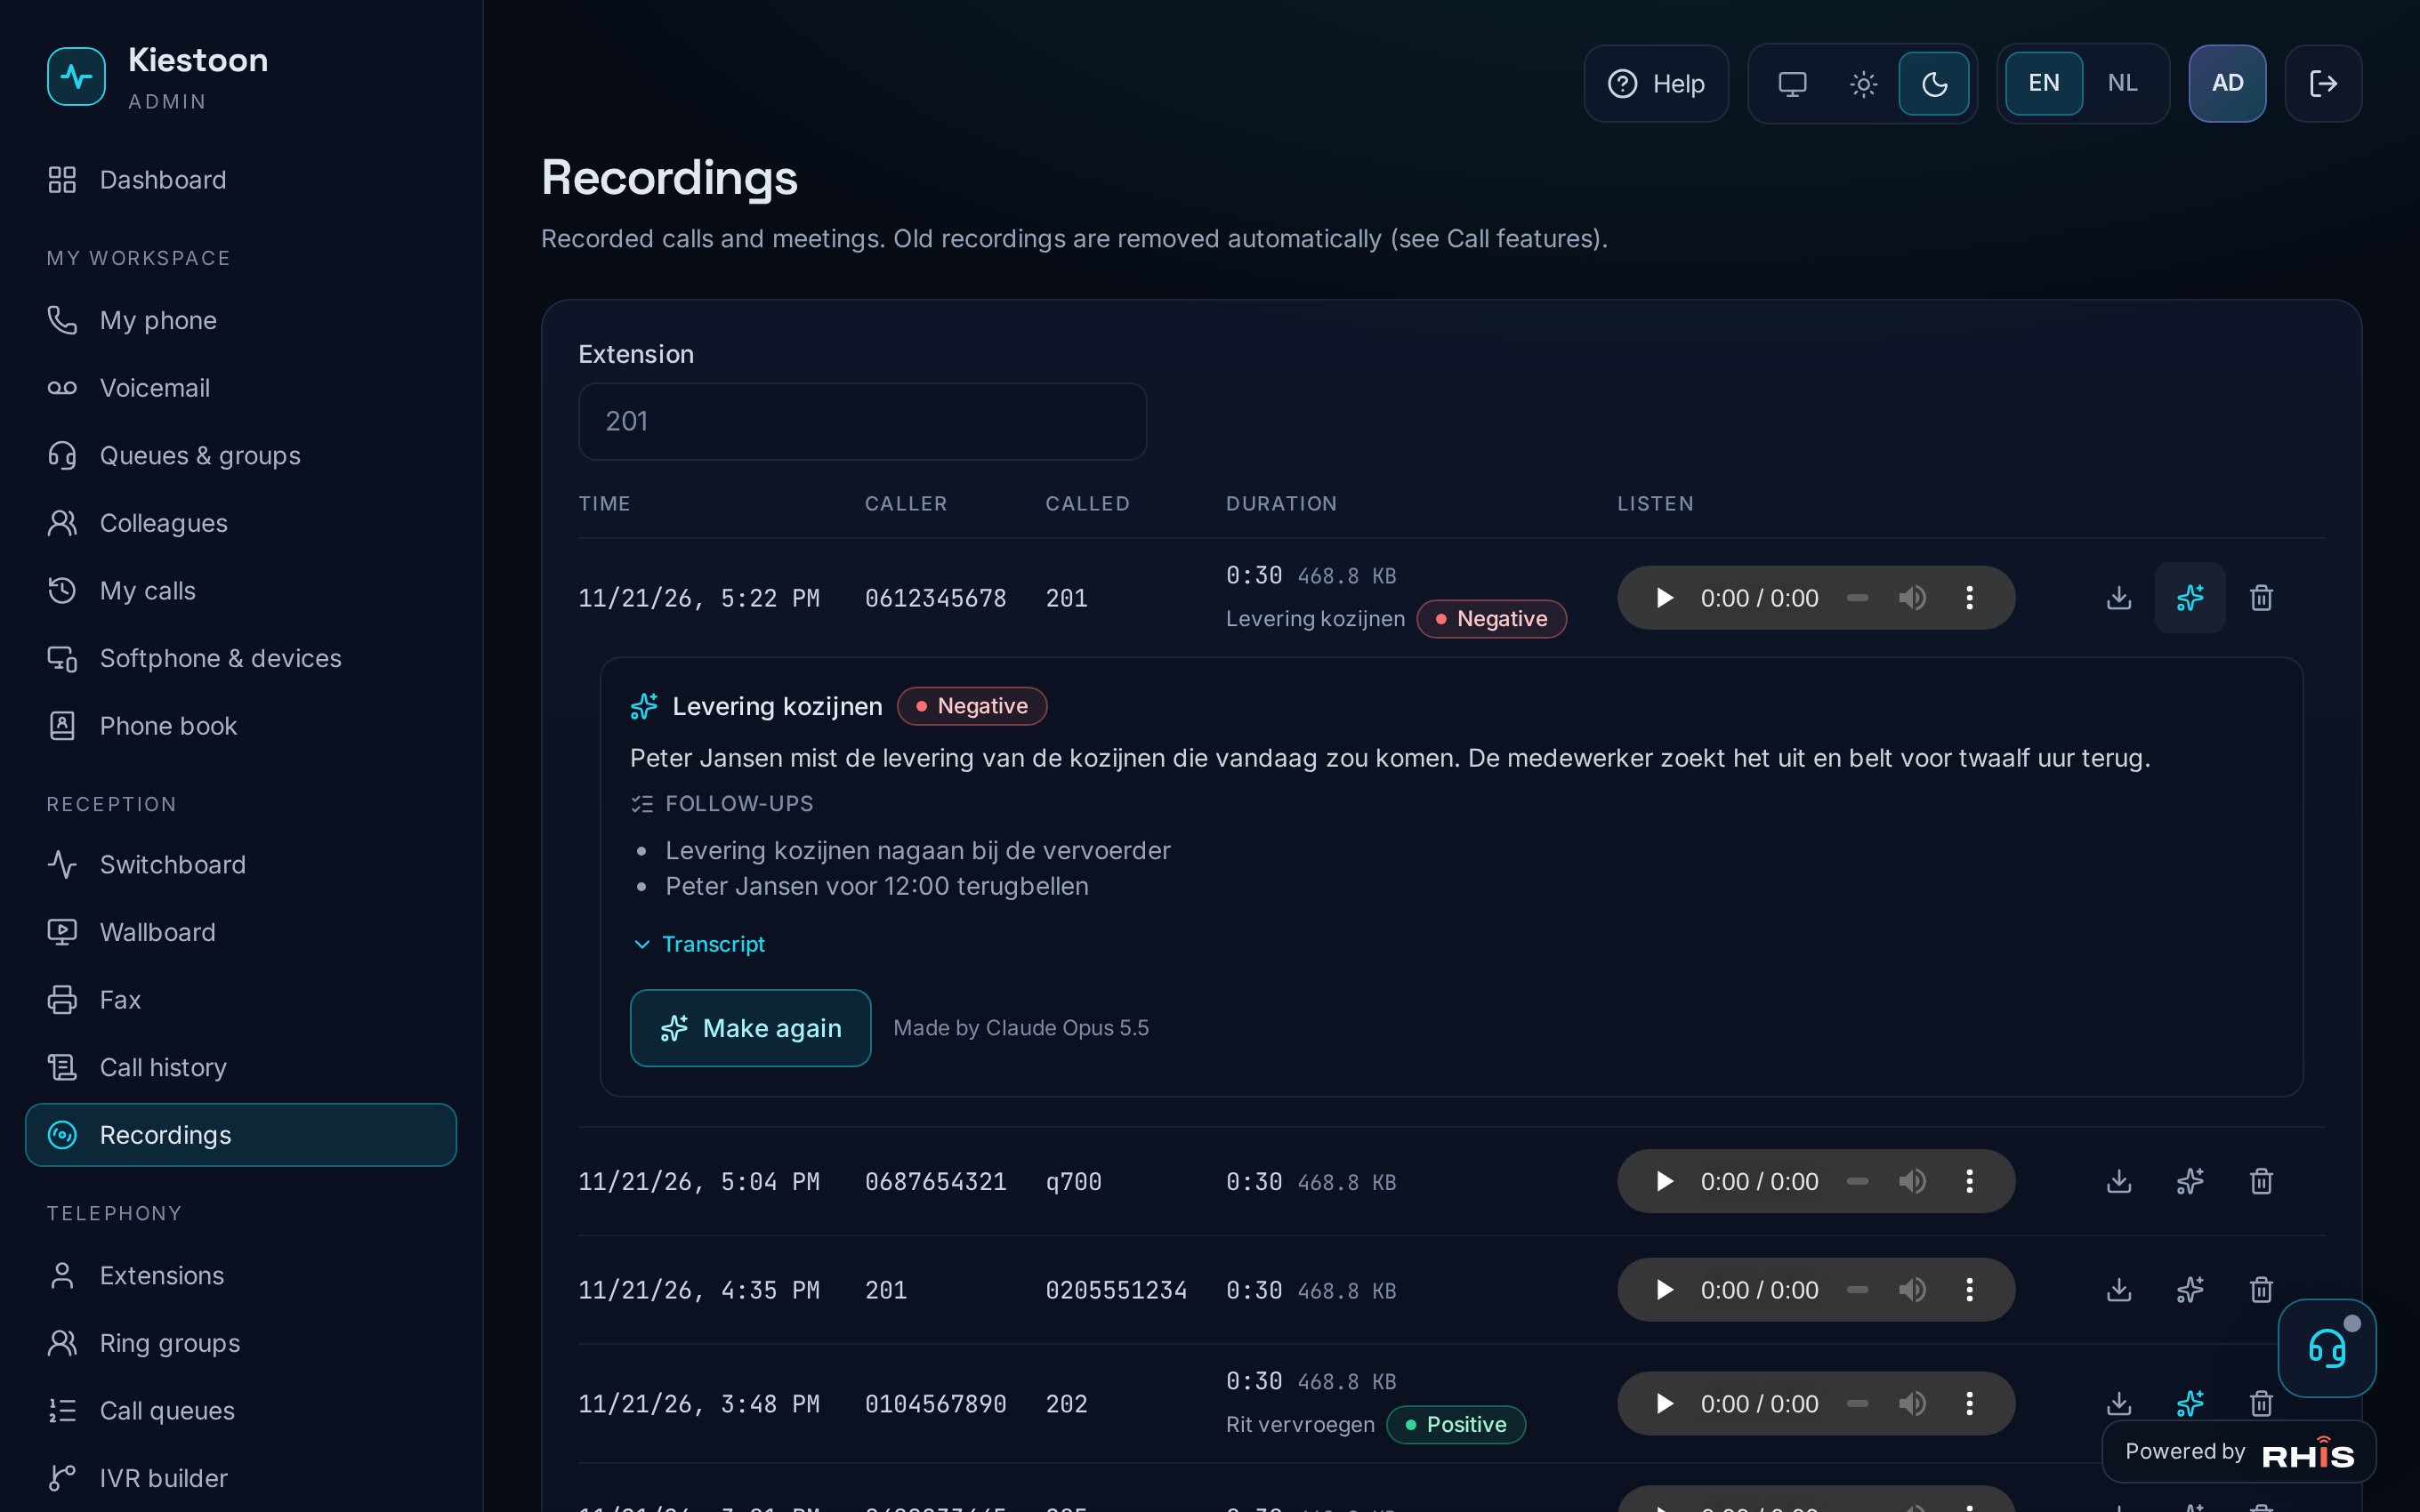 Kiestoon
ADMIN
Dashboard
MY WORKSPACE
My phone
Voicemail
Queues & groups
Colleagues
My calls
Softphone & devices
Phone book
RECEPTION
Switchboard
Wallboard
Fax
Call history
Recordings
TELEPHONY
Extensions
Ring groups
Call queues
IVR builder
Help
EN NL
AD
Recordings
Recorded calls and meetings. Old recordings are removed automatically (see Call features).
Extension
201
TIME CALLER CALLED DURATION LISTEN
11/21/26, 5:22 PM 0612345678 201 0:30 468.8 KB 0:00 / 0:00
Levering kozijnen Negative
Levering kozijnen Negative
Peter Jansen mist de levering van de kozijnen die vandaag zou komen. De medewerker zoekt het uit en belt voor twaalf uur terug.
FOLLOW-UPS
Levering kozijnen nagaan bij de vervoerder
Peter Jansen voor 12:00 terugbellen
Transcript
Make again Made by Claude Opus 5.5
11/21/26, 5:04 PM 0687654321 q700 0:30 468.8 KB 0:00 / 0:00
11/21/26, 4:35 PM 201 0205551234 0:30 468.8 KB 0:00 / 0:00
11/21/26, 3:48 PM 0104567890 202 0:30 468.8 KB 0:00 / 0:00
Rit vervroegen Positive
Powered by RHIS